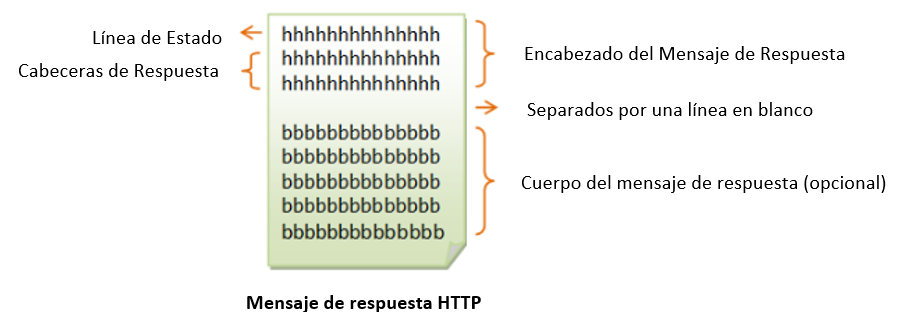 Línea de Estado
Cabeceras de Respuesta
hhhhhhhhhhhhhh
hhhhhhhhhhhhhh
hhhhhhhhhhhhhh
bbbbbbbbbbbbbb
bbbbbbbbbbbbbb
bbbbbbbbbbbbbb
bbbbbbbbbbbbbb
bbbbbbbbbbbbbb
Encabezado del Mensaje de Respuesta
Separados por una línea en blanco
Cuerpo del mensaje de respuesta (opcional)
Mensaje de respuesta HTTP